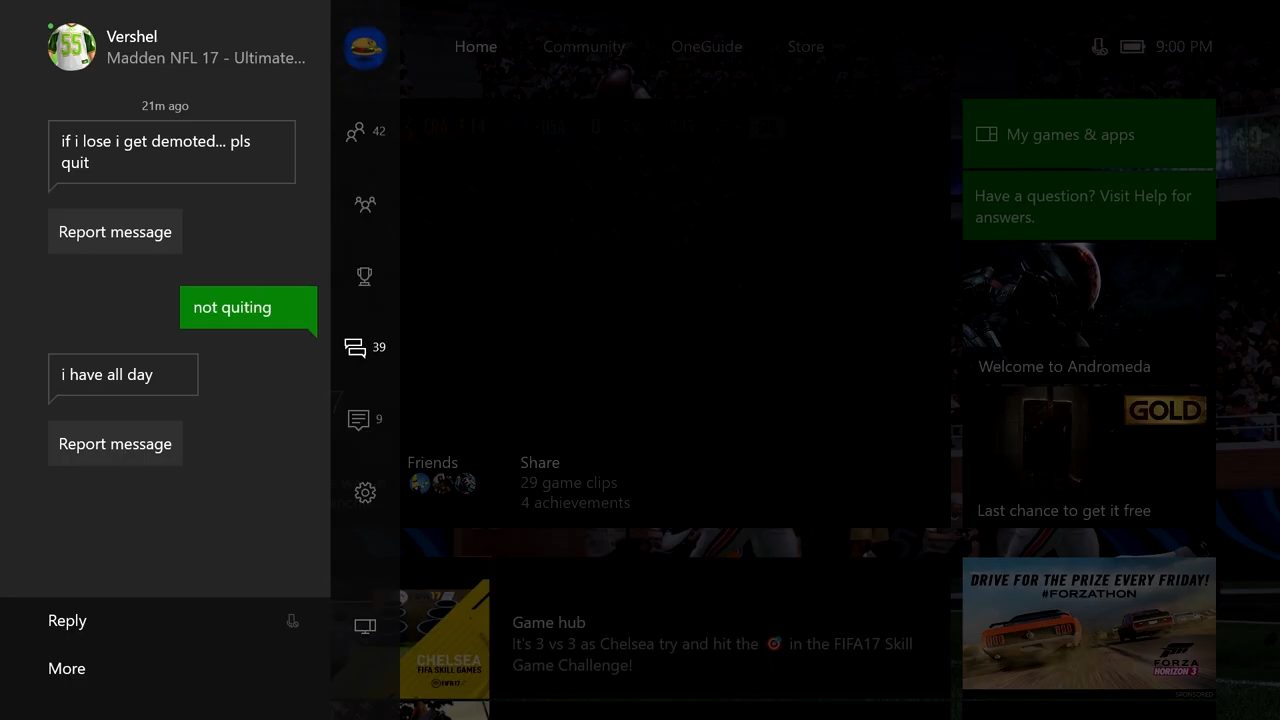 Vershel
Madden NFL 17 - Ultimate...
21m ago
if i lose i get demoted... pls
quit
Report message
not quiting
i have all day
Report message
Reply
More
42
39
9
Home
Community
OneGuide
Store
9:00 PM
My games & apps
Have a question? Visit Help for
answers.
Welcome to Andromeda
GOLD
Last chance to get it free
Friends
Share
29 game clips
4 achievements
CHELSEA
FIFA SKILL GAMES
FIFA 17
Game hub
It's 3 vs 3 as Chelsea try and hit the 🎯 in the FIFA17 Skill
Game Challenge!
DRIVE FOR THE PRIZE EVERY FRIDAY!
#FORZATHON
FORZA
HORIZON 3
SPONSORED
55